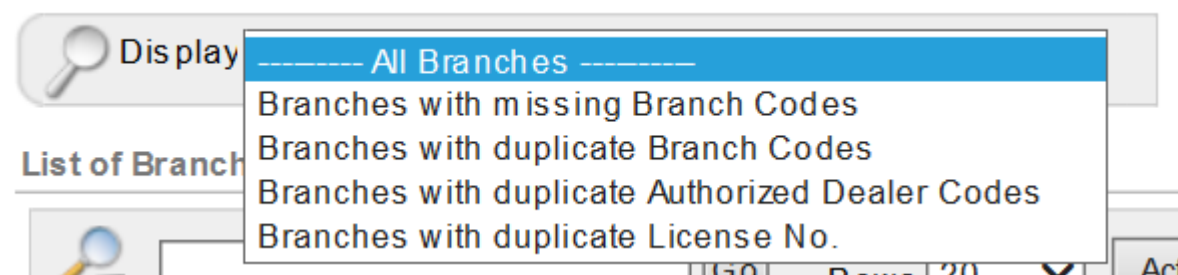 Display
--------- All Branches ---------
Branches with missing Branch Codes
Branches with duplicate Branch Codes
List of Branch
Branches with duplicate Authorized Dealer Codes
Branches with duplicate License No.
Go Rows 20